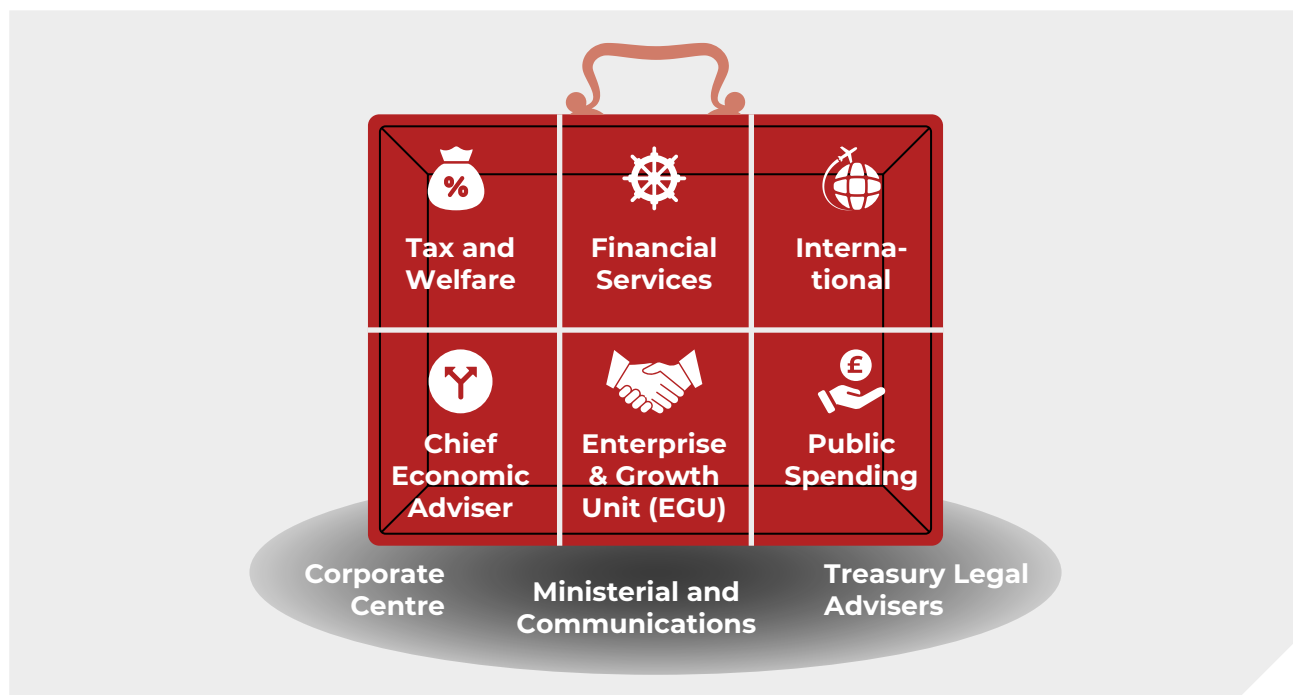 %
Tax and
Welfare
Financial
Services
Interna-
tional
Chief
Economic
Adviser
Enterprise
& Growth
Unit (EGU)
£
Public
Spending
Corporate
Centre
Ministerial and
Communications
Treasury Legal
Advisers